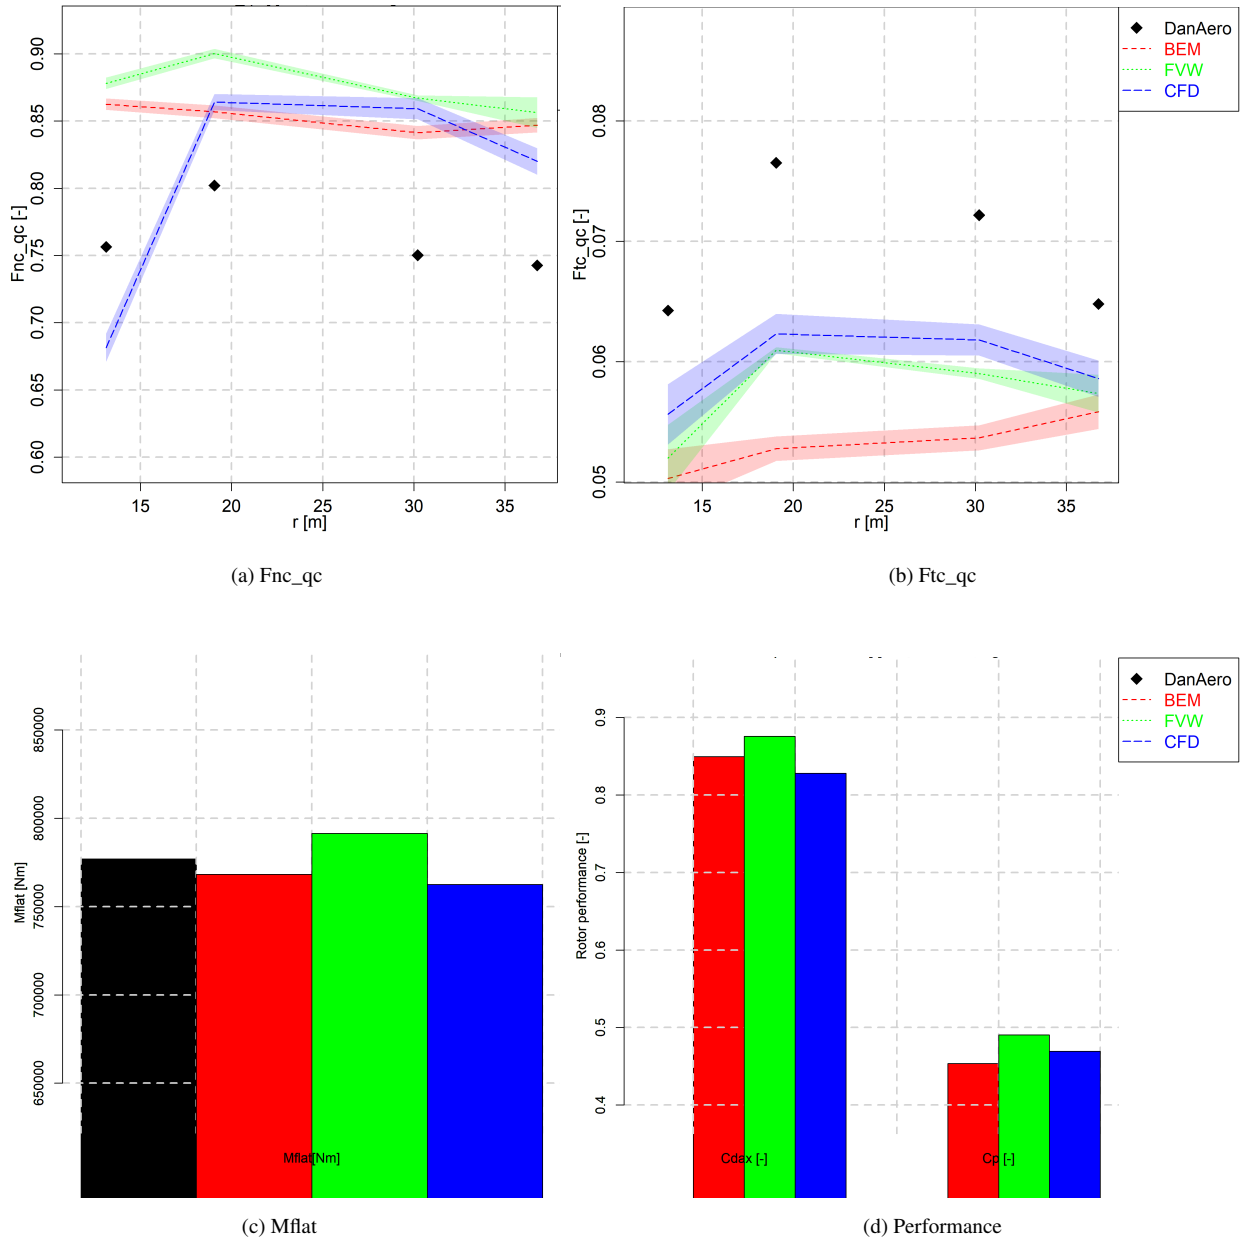 0.90
0.85
0.80
0.75
0.70
0.65
0.60
Fnc_qc [-]
15
20
25
30
35
r [m]
(a) Fnc_qc
0.08
0.07
0.06
0.05
Ftc_qc [-]
15
20
25
30
35
r [m]
DanAero
BEM
FVW
CFD
(b) Ftc_qc
850000
800000
750000
700000
650000
Mflat [Nm]
Mflat[Nm]
(c) Mflat
0.9
0.8
0.7
0.6
0.5
0.4
Rotor performance [-]
Cdax [-]
Cp [-]
DanAero
BEM
FVW
CFD
(d) Performance